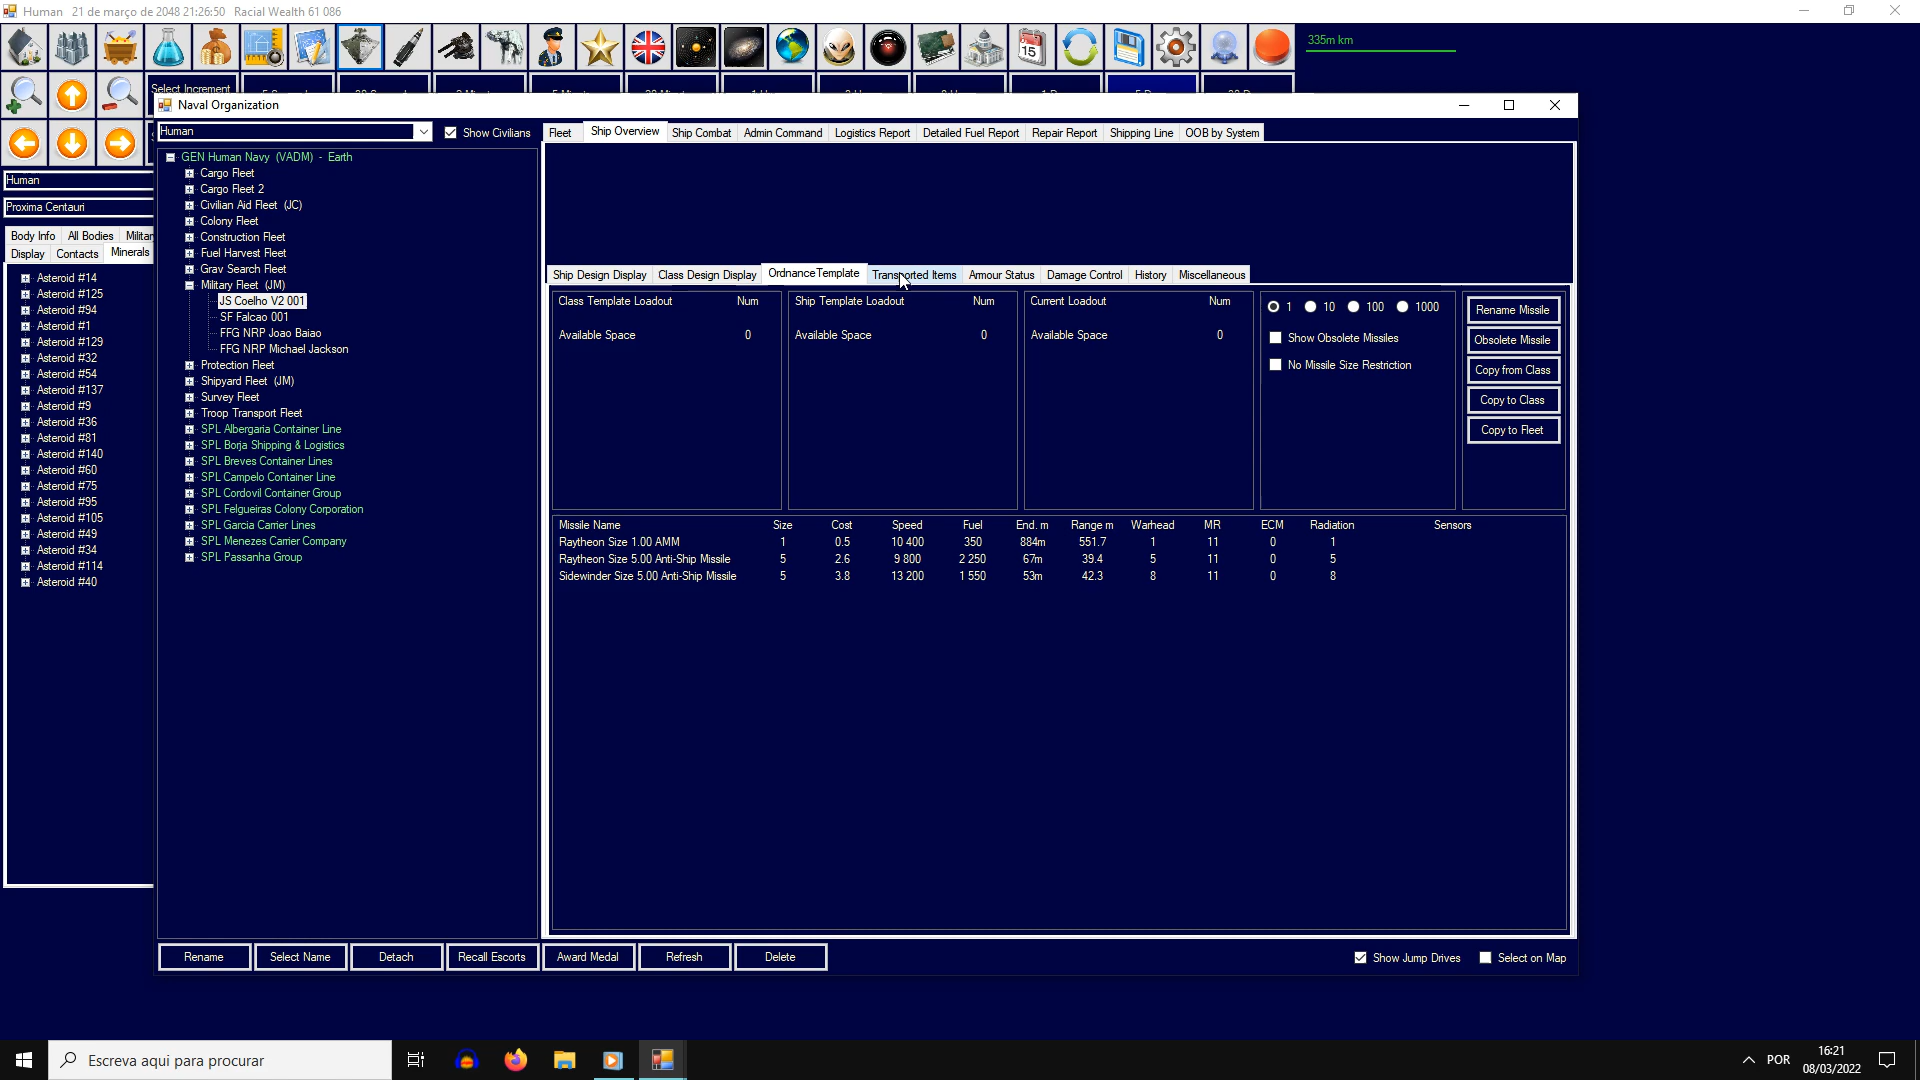 Human 21 de março de 2048 21:26:50 Racial Wealth 61 086
335m km
Select Increment
Naval Organization
Human
Show Civilians
Fleet Ship Overview Ship Combat Admin Command Logistics Report Detailed Fuel Report Repair Report Shipping Line OOB by System
Human
Proxima Centauri
Body Info All Bodies
Display Contacts Minerals
Asteroid #14
Asteroid #125
Asteroid #94
Asteroid #1
Asteroid #129
Asteroid #32
Asteroid #54
Asteroid #137
Asteroid #9
Asteroid #36
Asteroid #81
Asteroid #140
Asteroid #60
Asteroid #75
Asteroid #95
Asteroid #105
Asteroid #49
Asteroid #34
Asteroid #114
Asteroid #40
GEN Human Navy (VADM) - Earth
Cargo Fleet
Cargo Fleet 2
Civilian Aid Fleet (JC)
Colony Fleet
Construction Fleet
Fuel Harvest Fleet
Grav Search Fleet
Military Fleet (JM)
JS Coelho V2 001
SF Falcao 001
FFG NRP Joao Baiao
FFG NRP Michael Jackson
Protection Fleet
Shipyard Fleet (JM)
Survey Fleet
Troop Transport Fleet
SPL Albergaria Container Line
SPL Borja Shipping & Logistics
SPL Breves Container Lines
SPL Campelo Container Line
SPL Cordovil Container Group
SPL Felgueiras Colony Corporation
SPL Garcia Carrier Lines
SPL Menezes Carrier Company
SPL Passanha Group
Ship Design Display Class Design Display Ordnance Template Transported Items Armour Status Damage Control History Miscellaneous
Class Template Loadout Num
Available Space 0
Ship Template Loadout Num
Available Space 0
Current Loadout Num
Available Space 0
1 10 100 1000
Show Obsolete Missiles
No Missile Size Restriction
Rename Missile
Obsolete Missile
Copy from Class
Copy to Class
Copy to Fleet
Missile Name Size Cost Speed Fuel End. m Range m Warhead MR ECM Radiation Sensors
Raytheon Size 1.00 AMM 1 0.5 10 400 350 884m 551.7 1 11 0 1
Raytheon Size 5.00 Anti-Ship Missile 5 2.6 9 800 2 250 67m 39.4 5 11 0 5
Sidewinder Size 5.00 Anti-Ship Missile 5 3.8 13 200 1 550 53m 42.3 8 11 0 8
Rename Select Name Detach Recall Escorts Award Medal Refresh Delete
Show Jump Drives Select on Map
Escreva aqui para procurar
POR
16:21
08/03/2022